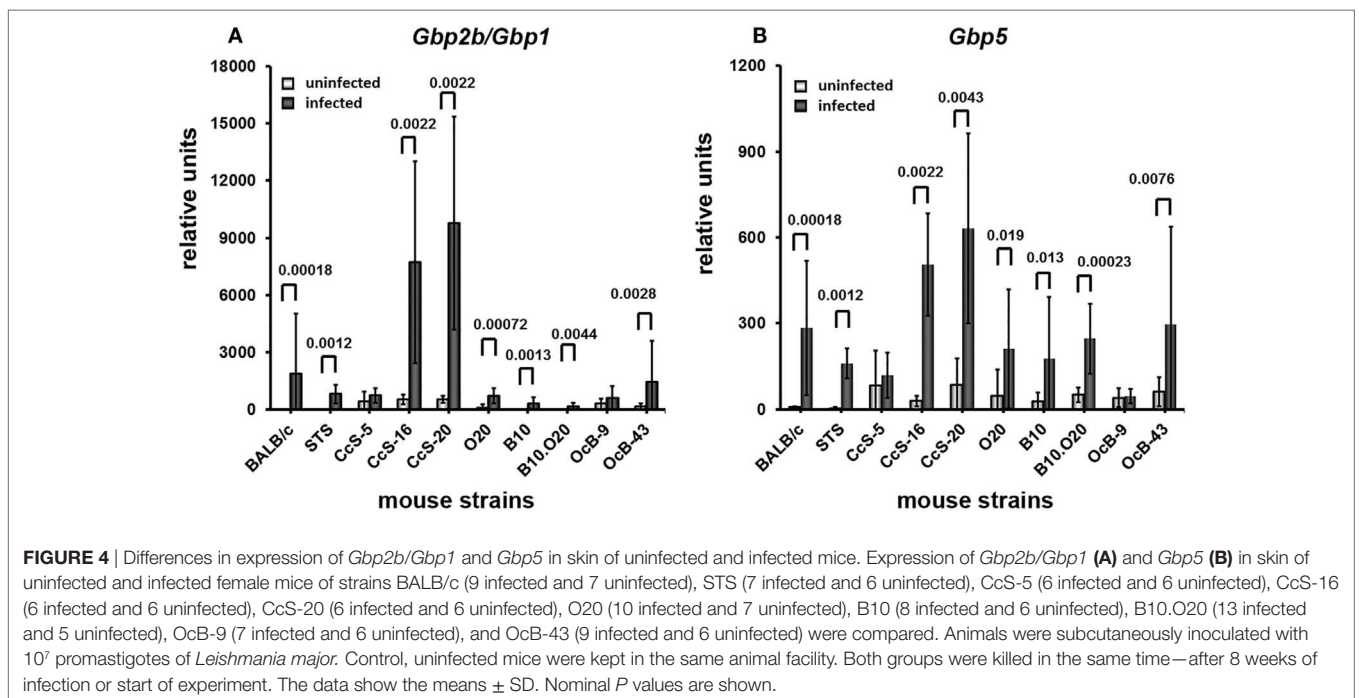 A
Gbp2b/Gbp1
relative units
18000
15000
12000
9000
6000
3000
0
uninfected
infected
0.00018
0.0012
0.0022
0.0022
0.00072
0.0013
0.0044
0.0028
BALB/c
STS
CcS-5
CcS-16
CcS-20
O20
B10
B10.O20
OcB-9
OcB-43
mouse strains
B
Gbp5
relative units
1200
900
600
300
0
uninfected
infected
0.00018
0.0012
0.0022
0.0043
0.019
0.013
0.00023
0.0076
BALB/c
STS
CcS-5
CcS-16
CcS-20
O20
B10
B10.O20
OcB-9
OcB-43
mouse strains
FIGURE 4 | Differences in expression of Gbp2b/Gbp1 and Gbp5 in skin of uninfected and infected mice. Expression of Gbp2b/Gbp1 (A) and Gbp5 (B) in skin of
uninfected and infected female mice of strains BALB/c (9 infected and 7 uninfected), STS (7 infected and 6 uninfected), CcS-5 (6 infected and 6 uninfected), CcS-16
(6 infected and 6 uninfected), CcS-20 (6 infected and 6 uninfected), O20 (10 infected and 7 uninfected), B10 (8 infected and 6 uninfected), B10.O20 (13 infected
and 5 uninfected), OcB-9 (7 infected and 6 uninfected), and OcB-43 (9 infected and 6 uninfected) were compared. Animals were subcutaneously inoculated with
10⁷ promastigotes of Leishmania major. Control, uninfected mice were kept in the same animal facility. Both groups were killed in the same time—after 8 weeks of
infection or start of experiment. The data show the means ± SD. Nominal P values are shown.